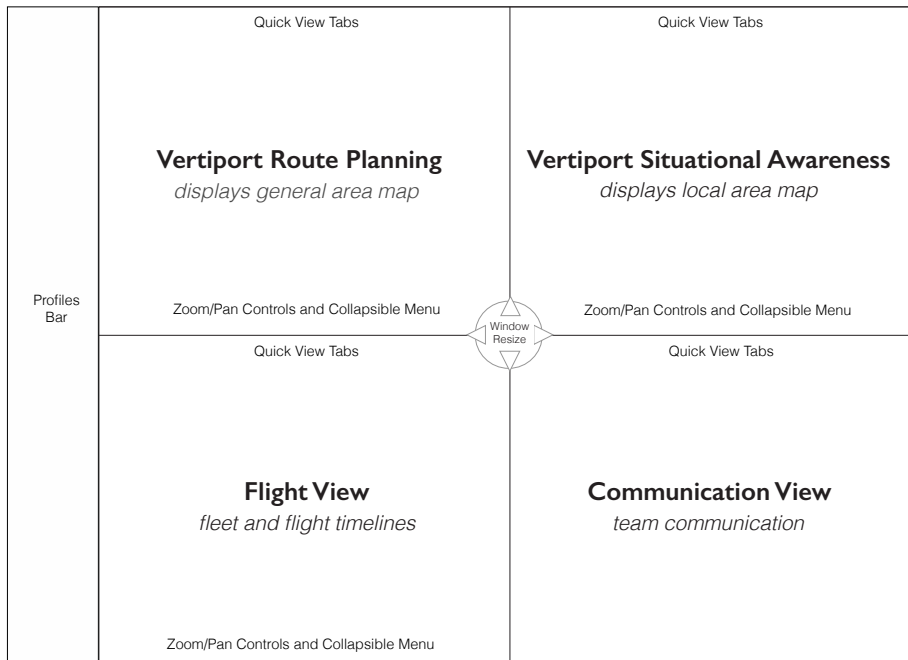 Quick View Tabs
Vertiport Route Planning
displays general area map
Zoom/Pan Controls and Collapsible Menu
Quick View Tabs
Vertiport Situational Awareness
displays local area map
Zoom/Pan Controls and Collapsible Menu
Profiles
Bar
Window
Resize
Quick View Tabs
Flight View
fleet and flight timelines
Zoom/Pan Controls and Collapsible Menu
Quick View Tabs
Communication View
team communication